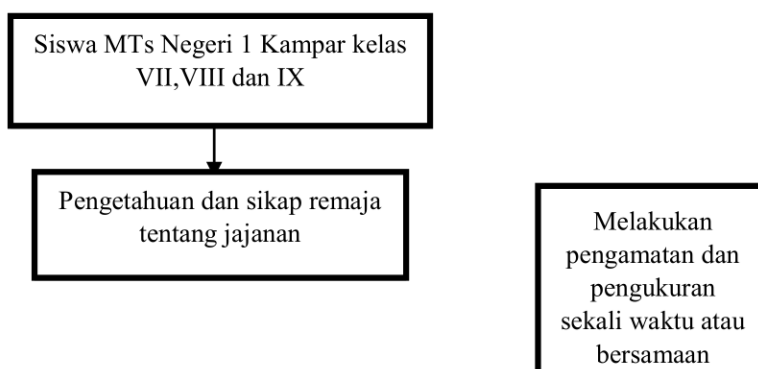 Siswa MTs Negeri 1 Kampar kelas
VII,VIII dan IX
Pengetahuan dan sikap remaja
tentang jajanan
Melakukan
pengamatan dan
pengukuran
sekali waktu atau
bersamaan